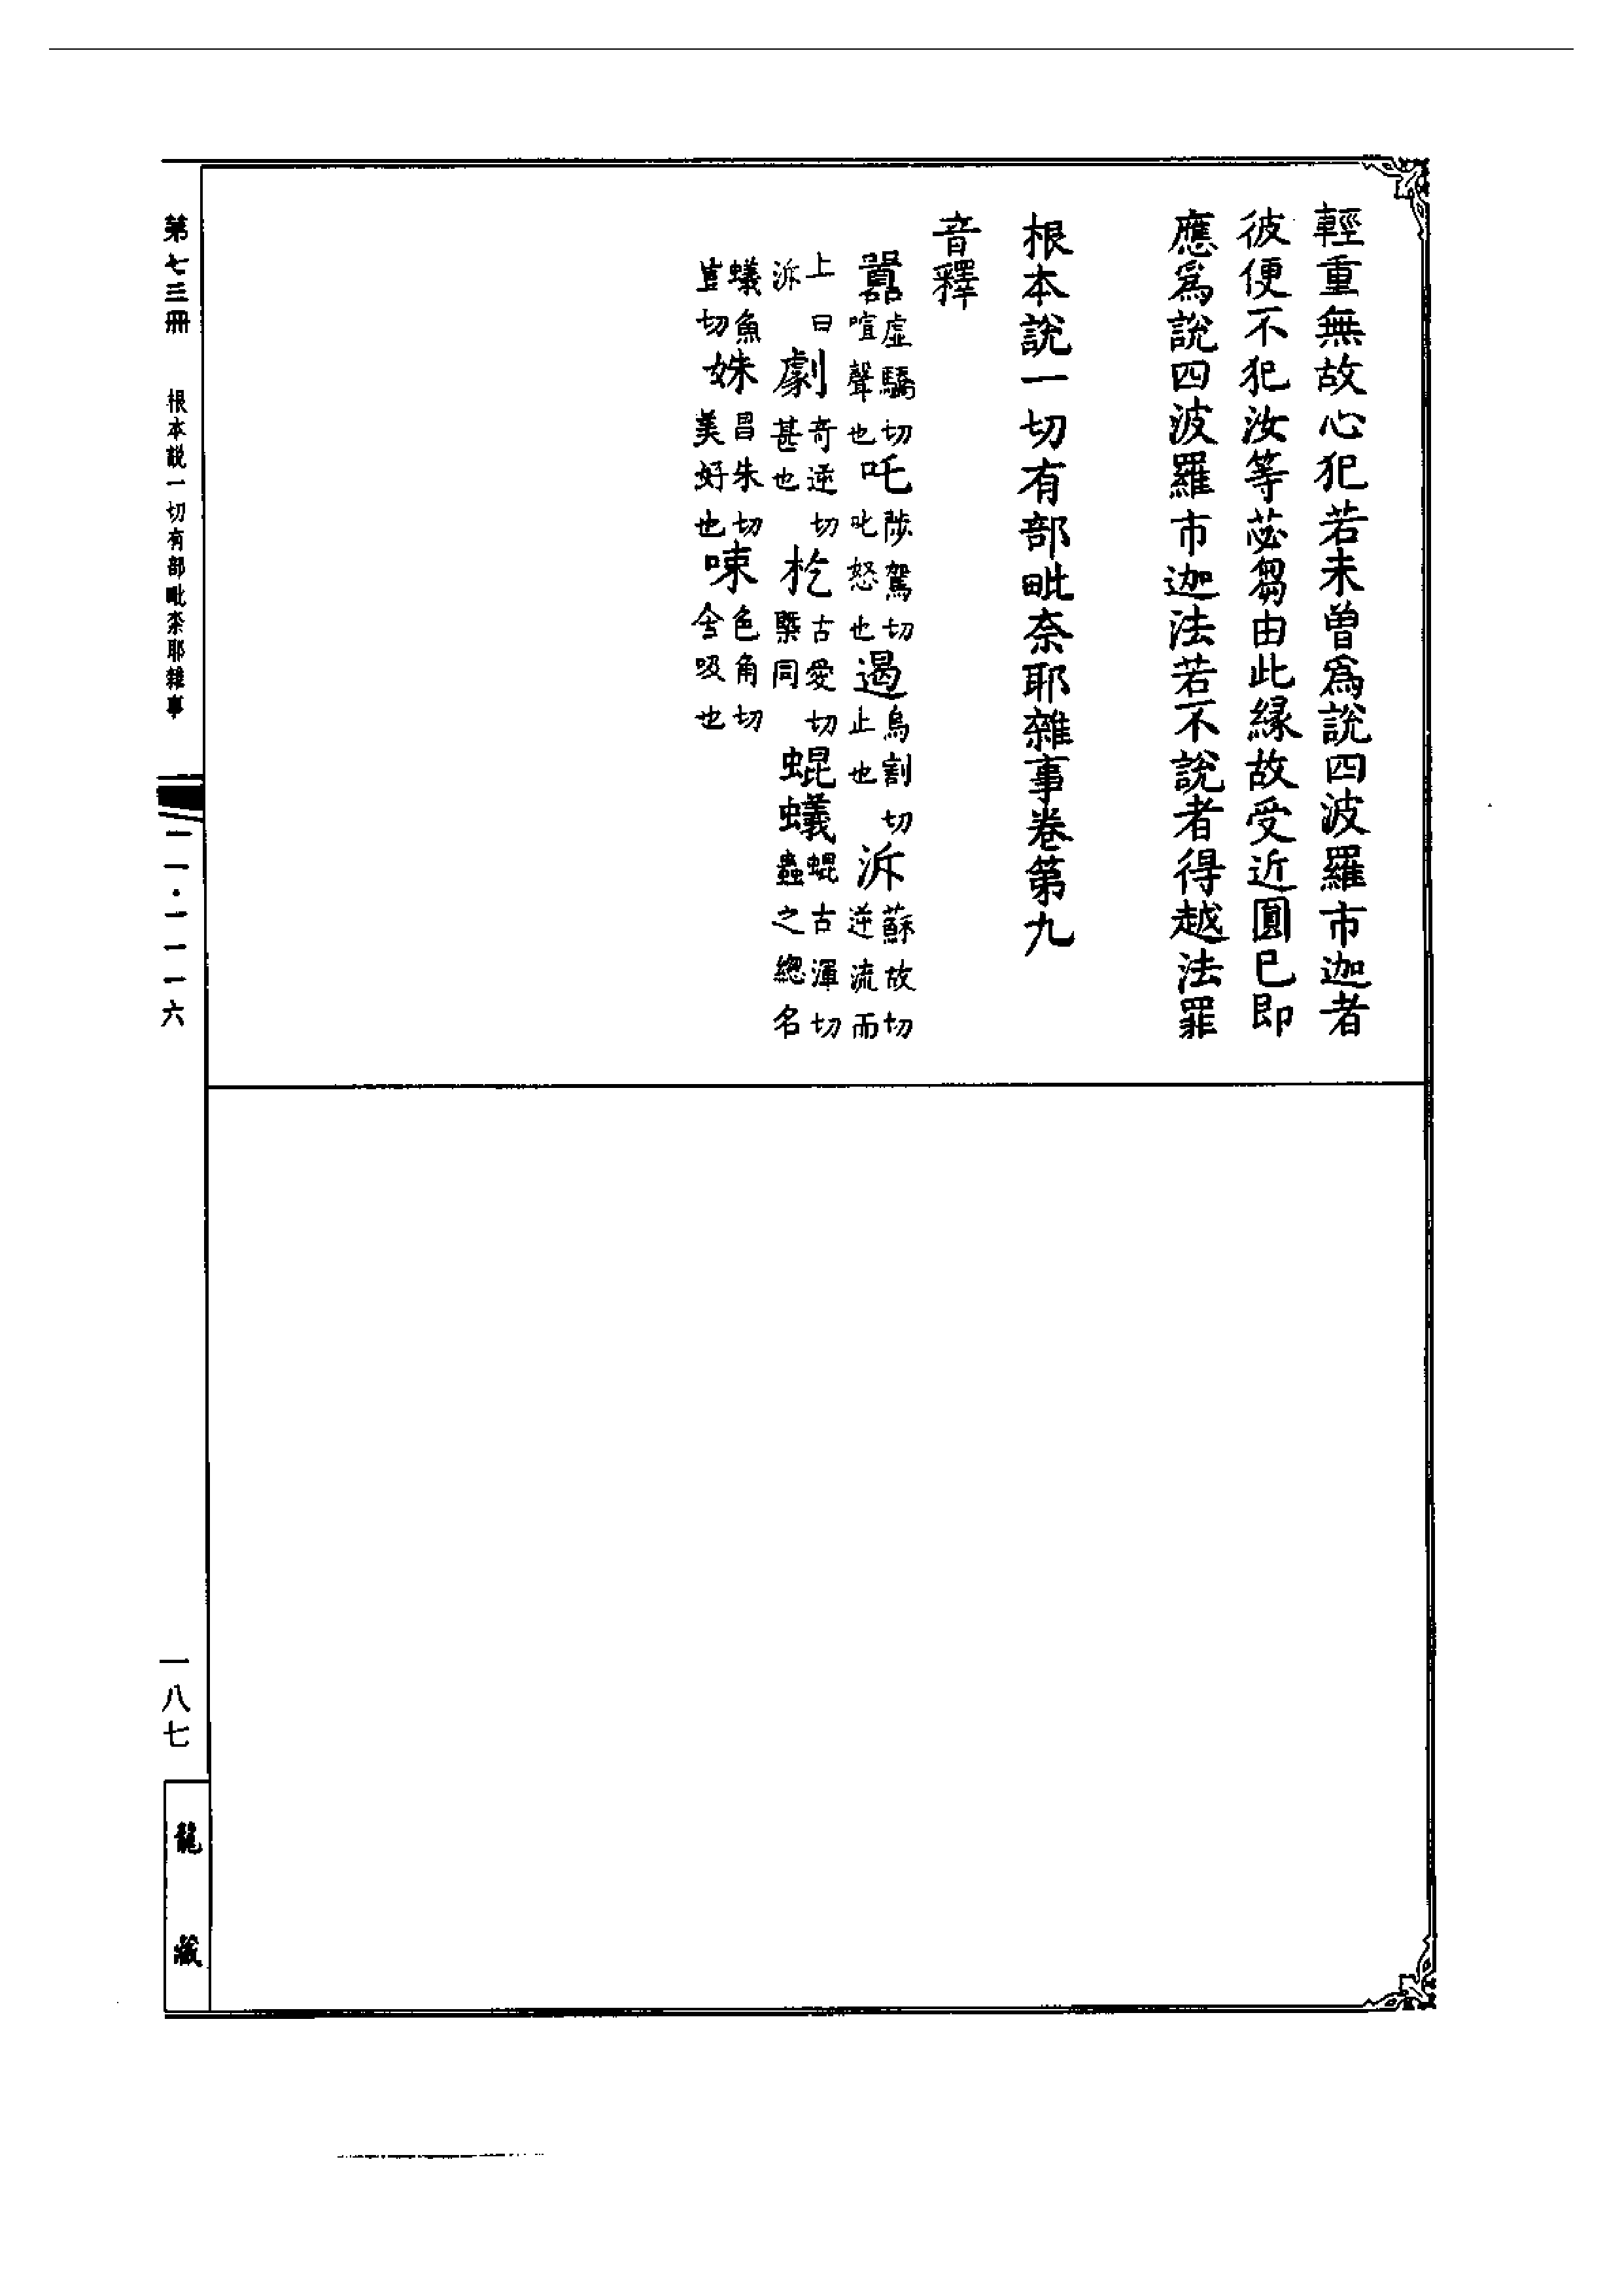 輕重無故心犯若未曾爲說四波羅市迦者
彼便不犯汝等苾芻由此緣故受近圓已即
應爲說四波羅市迦法若不說者得越法罪
根本說一切有部毗奈耶雜事卷第九
音釋
囂虛驕切喧聲也吒陟駕切叱怒也遏烏割切止也泝蘇故切逆流而
上曰泝劇奇逆切甚也杚古愛切槩同蜫蟻蜫古渾切蟲之總名
蟻魚豈切姝昌朱切美好也㖒色角切含吸也
第七三冊 根本說一切有部毗奈耶雜事 一一·一一一六 一八七 龍藏